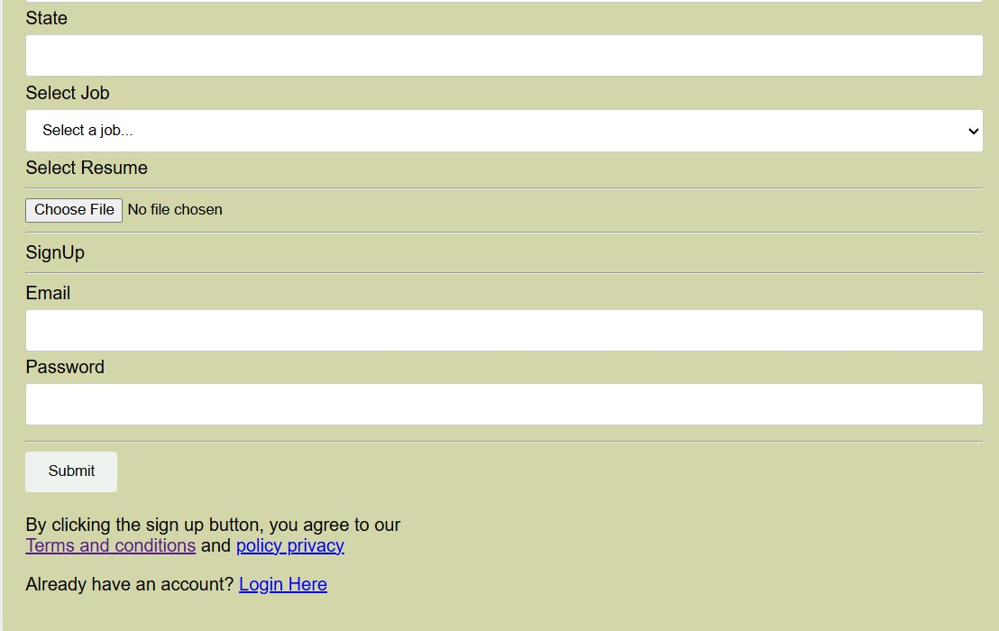 State
Select Job
Select a job...
Select Resume
Choose File No file chosen
SignUp
Email
Password
Submit
By clicking the sign up button, you agree to our
Terms and conditions and policy privacy
Already have an account? Login Here